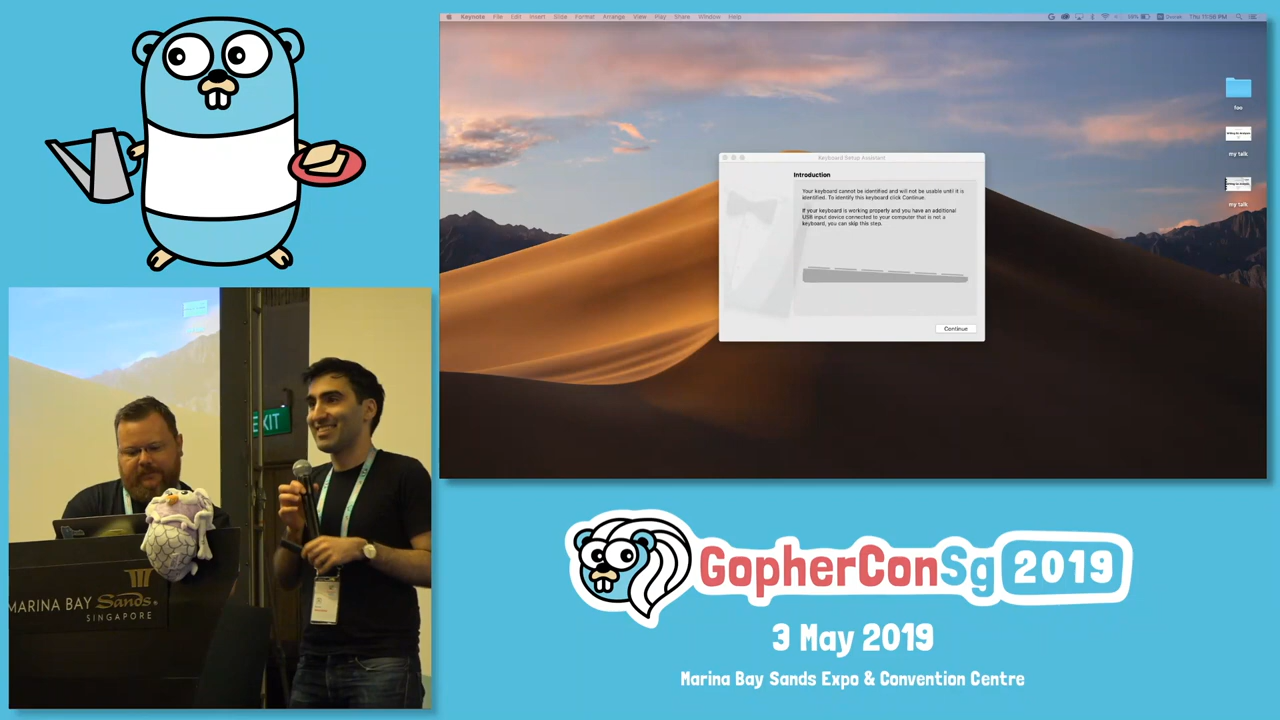 Keynote File Edit Insert Slide Format Arrange View Play Share Window Help
Keyboard Setup Assistant
Introduction
Your keyboard cannot be identified and will not be usable until it is
identified. To identify this keyboard click Continue.
If your keyboard is working properly and you have an additional
USB input device connected to your computer that is not a
keyboard, you can skip this step.
Continue
foo
my talk
my talk
EXIT
MARINA BAY Sands.
SINGAPORE
GopherConSg 2019
3 May 2019
Marina Bay Sands Expo & Convention Centre